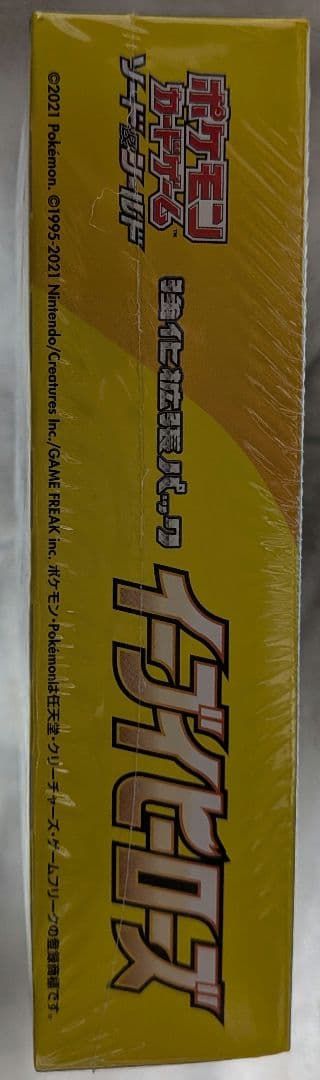 ポケモン
カードゲーム™
ソード&シールド
強化拡張パック
イーブイヒーローズ
©2021 Pokémon. ©1995-2021 Nintendo/Creatures Inc./GAME FREAK inc. ポケモン・Pokémonは任天堂・クリーチャーズ・ゲームフリークの登録商標です。